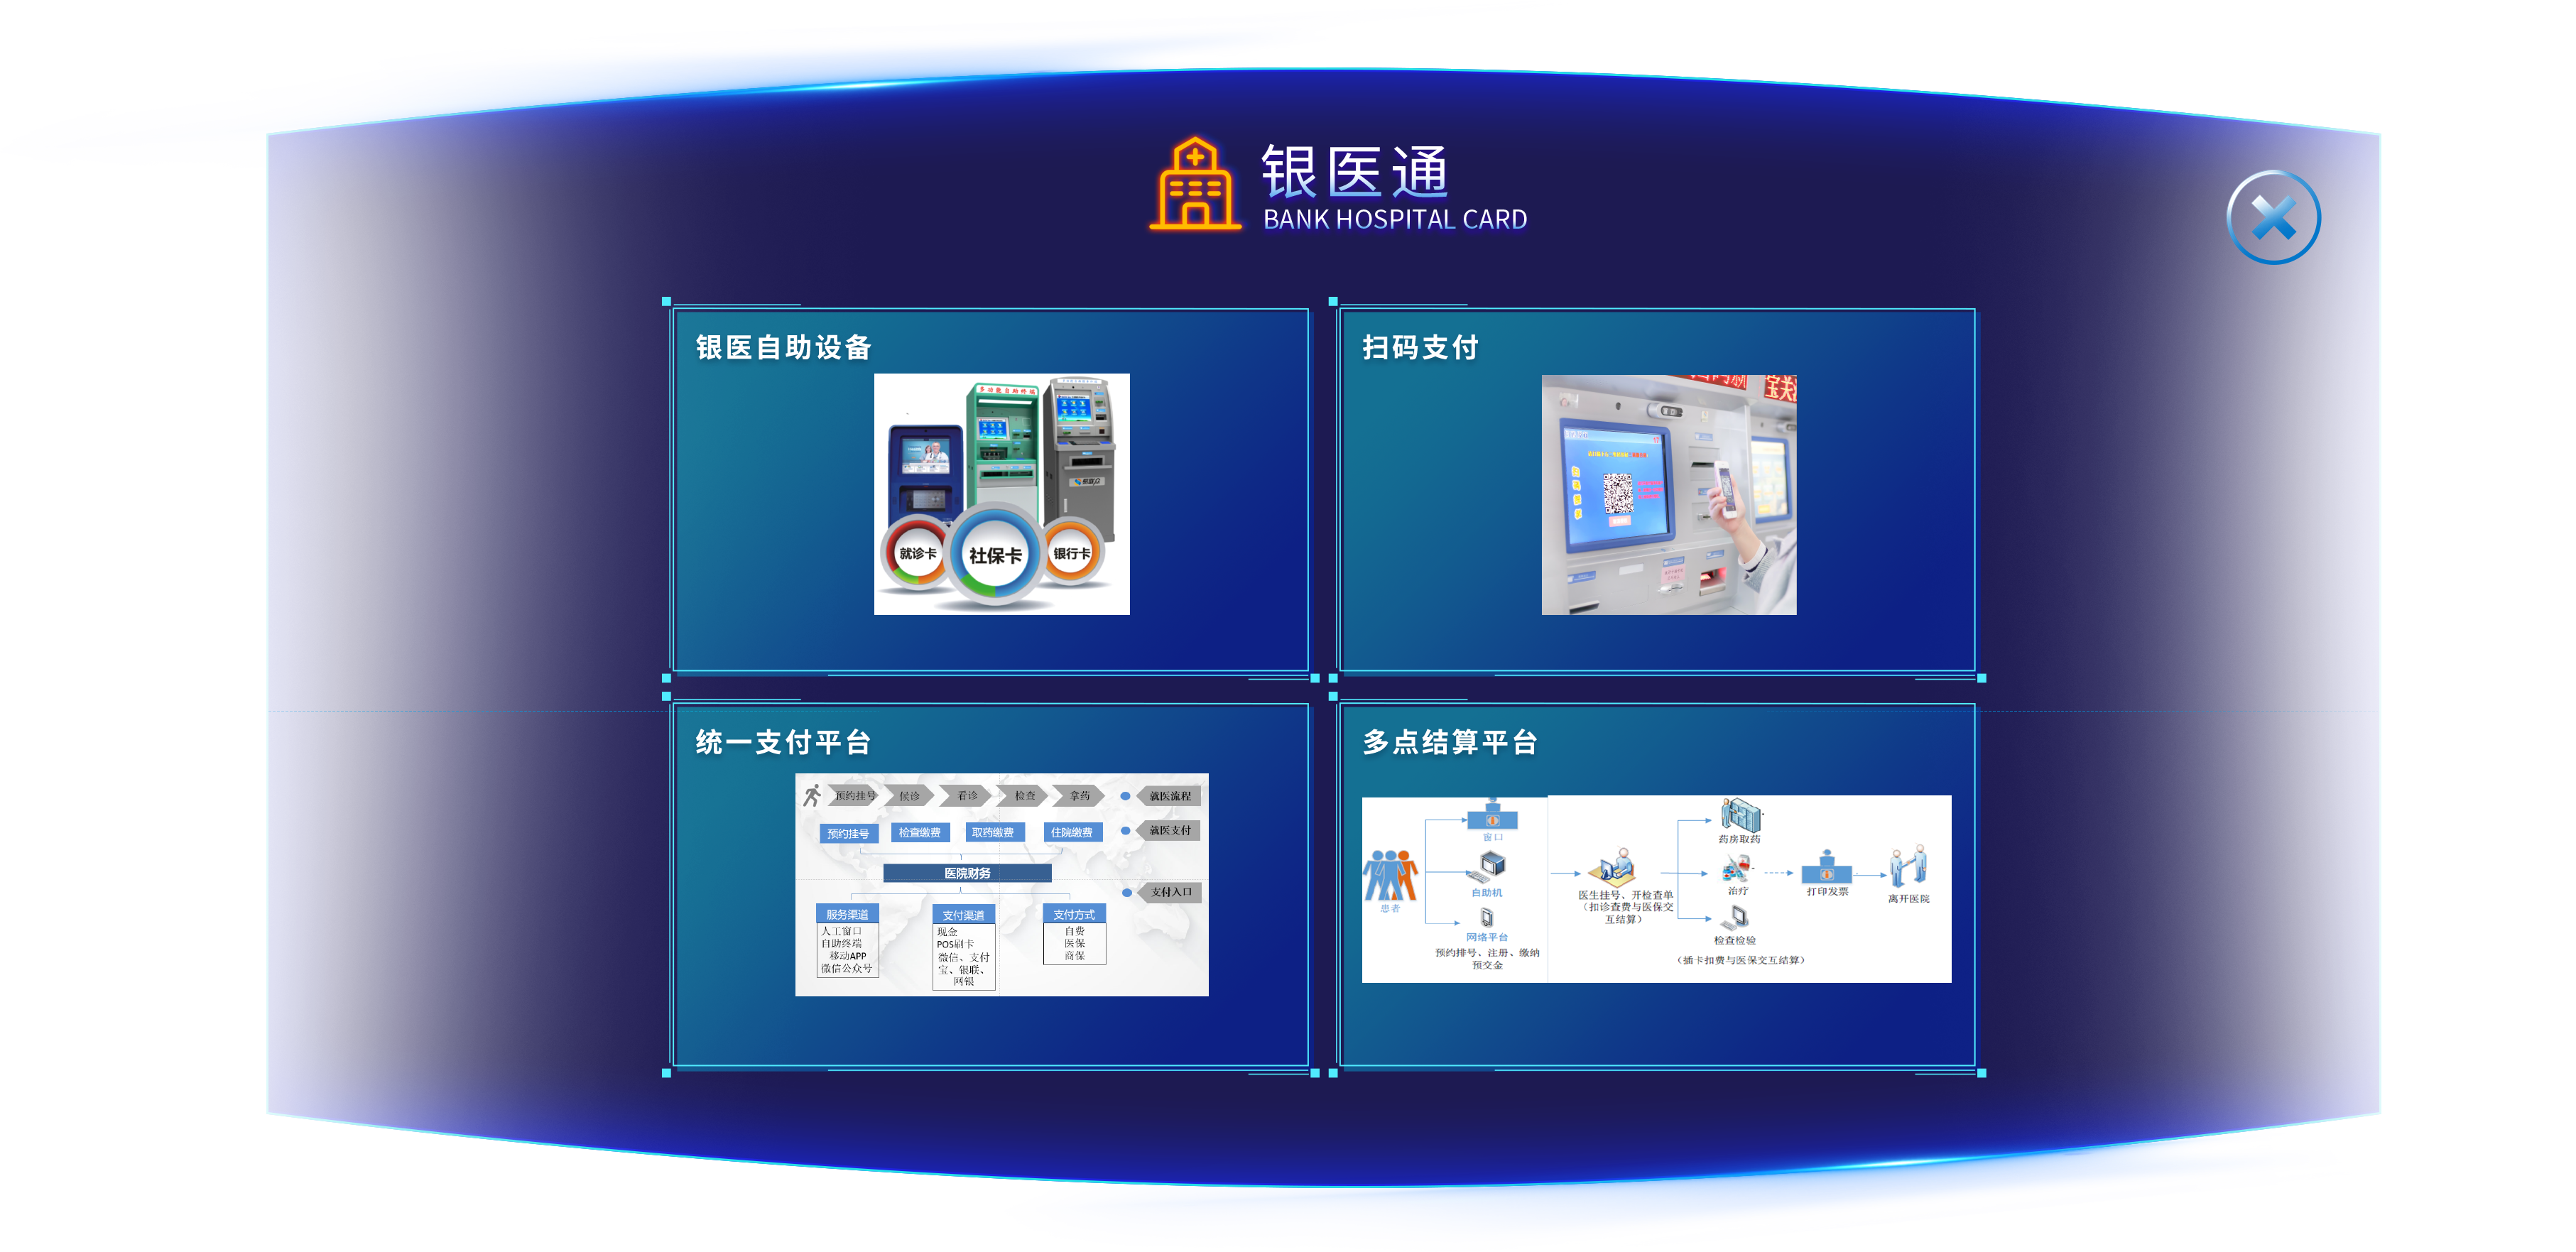 银医通
BANK HOSPITAL CARD
银医自助设备
多功能自助终端
就诊卡
社保卡
银行卡
扫码支付
统一支付平台
预约挂号
候诊
看诊
检查
拿药
就医流程
预约挂号
检查缴费
取药缴费
住院缴费
就医支付
医院财务
支付入口
服务渠道
人工窗口
自助终端
移动APP
微信公众号
支付渠道
现金
POS刷卡
微信、支付
宝、银联、
网银
支付方式
自费
医保
商保
多点结算平台
患者
窗口
自助机
网络平台
预约排号、注册、缴纳
预交金
医生挂号、开检查单
（扣诊查费与医保交
互结算）
药房取药
治疗
检查检验
（插卡扣费与医保交互结算）
打印发票
离开医院